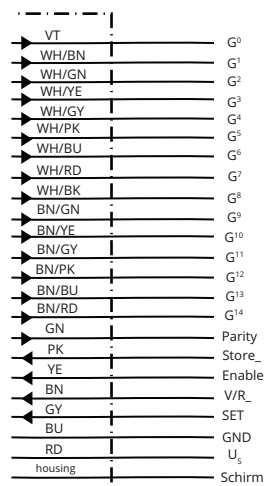 VT G⁰
WH/BN G¹
WH/GN G²
WH/YE G³
WH/GY G⁴
WH/PK G⁵
WH/BU G⁶
WH/RD G⁷
WH/BK G⁸
BN/GN G⁹
BN/YE G¹⁰
BN/GY G¹¹
BN/PK G¹²
BN/BU G¹³
BN/RD G¹⁴
GN Parity
PK Store_
YE Enable
BN V/R_
GY SET
BU GND
RD Uₛ
housing Schirm